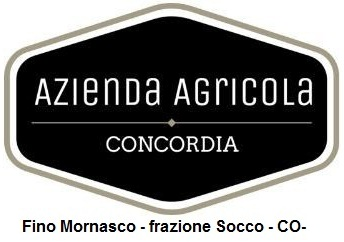 Azienda Agricola
CONCORDIA
Fino Mornasco - frazione Socco - CO-